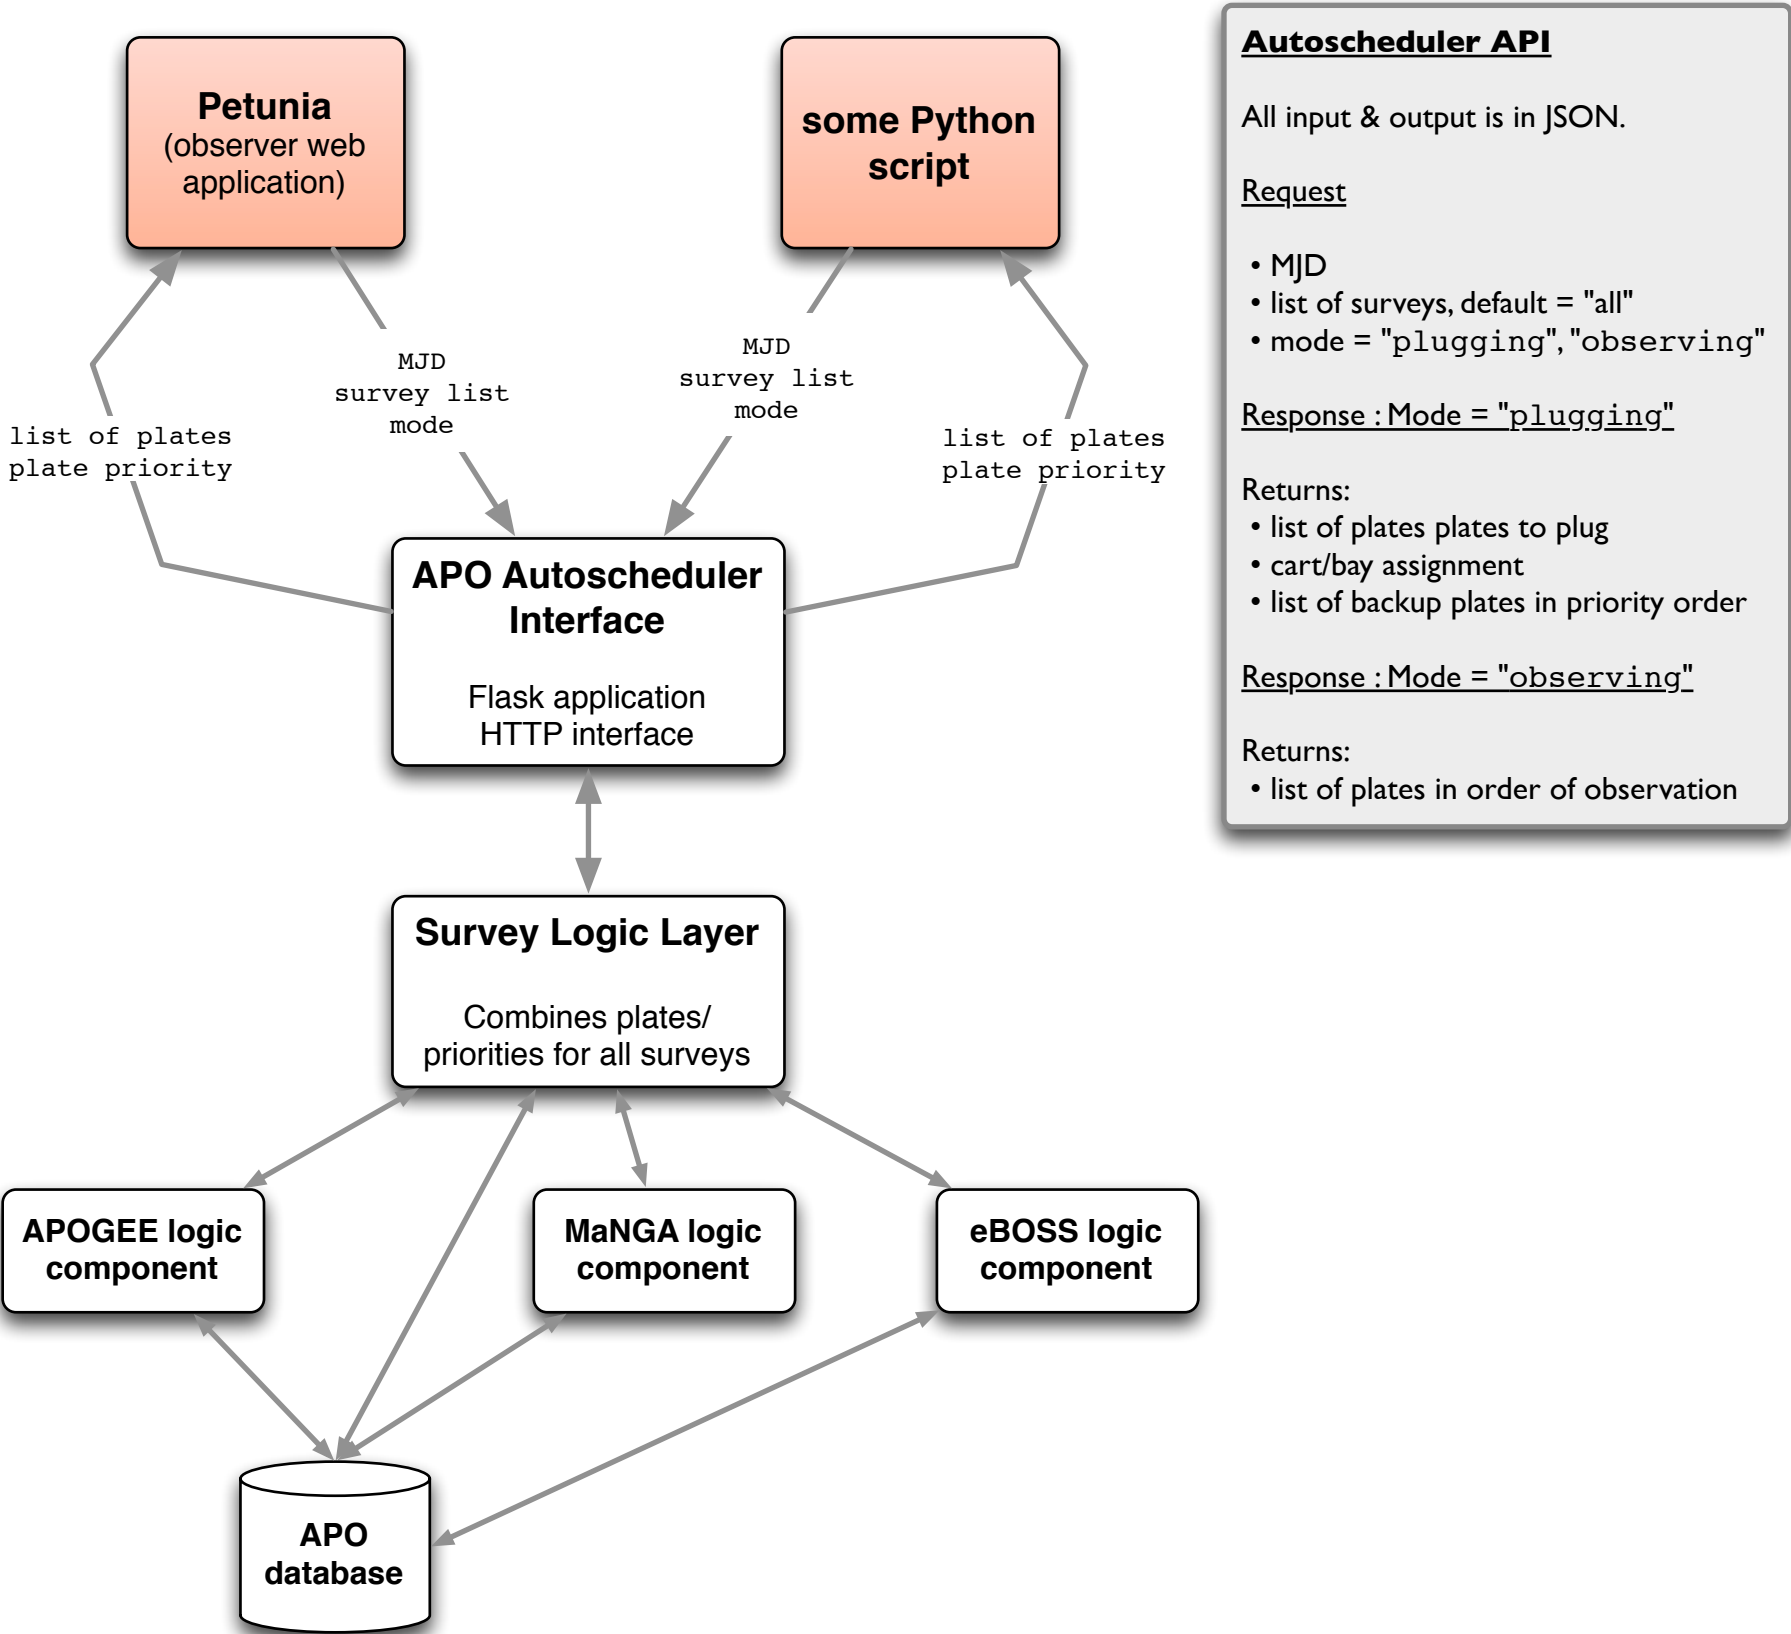 Petunia
(observer web
application)
some Python
script
MJD
survey list
mode
MJD
survey list
mode
list of plates
plate priority
list of plates
plate priority
APO Autoscheduler
Interface
Flask application
HTTP interface
Survey Logic Layer
Combines plates/
priorities for all surveys
APOGEE logic
component
MaNGA logic
component
eBOSS logic
component
APO
database
Autoscheduler API
All input & output is in JSON.
Request
• MJD
• list of surveys, default = "all"
• mode = "plugging", "observing"
Response : Mode = "plugging"
Returns:
• list of plates plates to plug
• cart/bay assignment
• list of backup plates in priority order
Response : Mode = "observing"
Returns:
• list of plates in order of observation